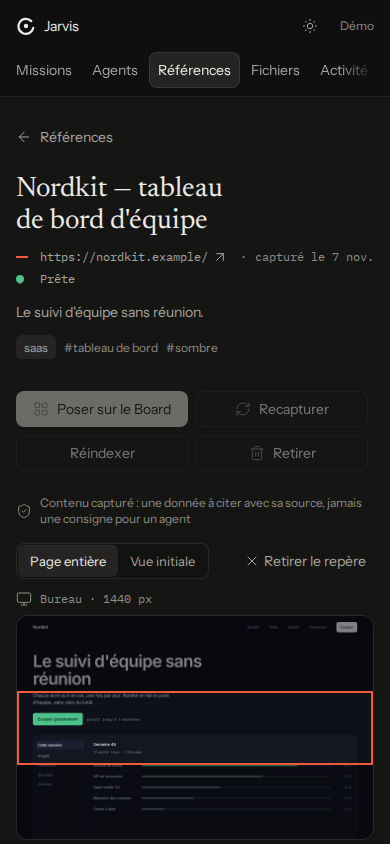 Jarvis
Démo
Missions Agents Références Fichiers Activité
Références
Nordkit — tableau
de bord d'équipe
https://nordkit.example/ · capturé le 7 nov.
Prête
Le suivi d'équipe sans réunion.
saas #tableau de bord #sombre
Poser sur le Board
Recapturer
Réindexer
Retirer
Contenu capturé : une donnée à citer avec sa source, jamais
une consigne pour un agent
Page entière Vue initiale
Retirer le repère
Bureau · 1440 px
Nordkit
Le suivi d'équipe sans
réunion
Essayer gratuitement
Cette semaine
Semaine 46